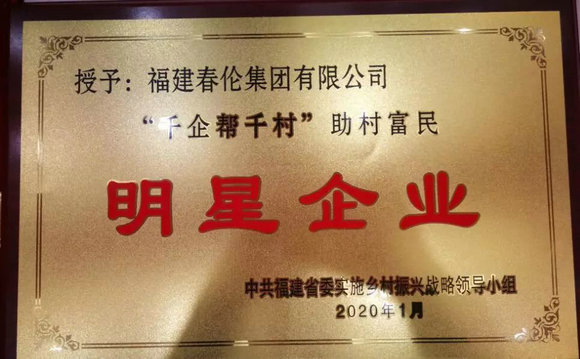 授予：福建春伦集团有限公司
“千企帮千村”助村富民
明星企业
中共福建省委实施乡村振兴战略领导小组
2020年1月